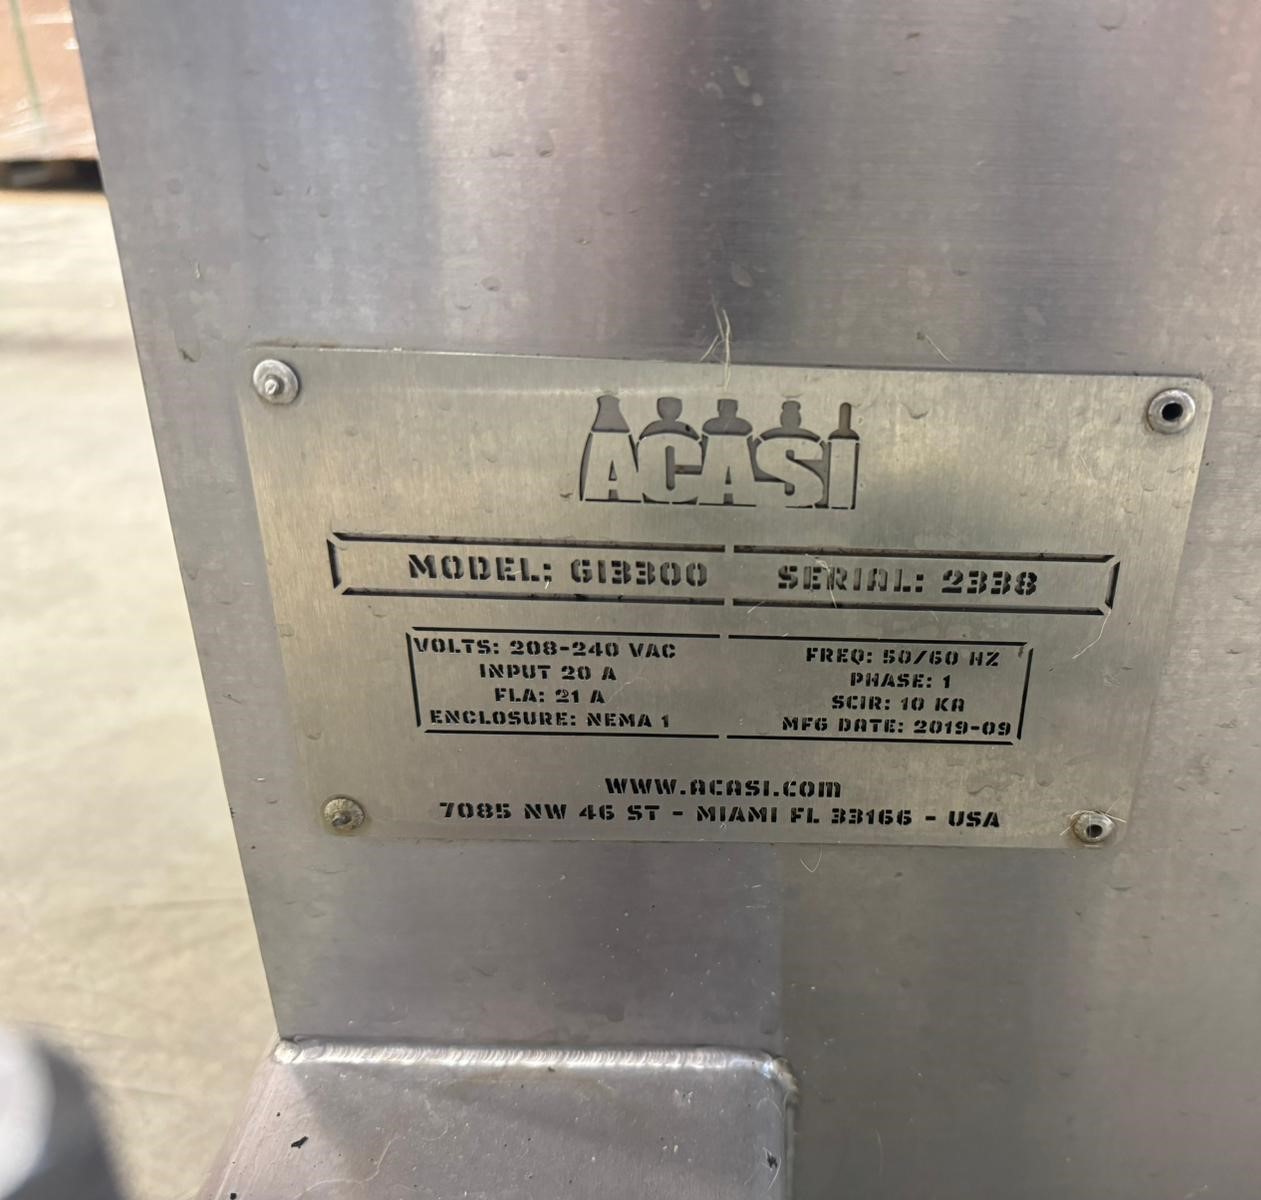 ACASI
MODEL: GI3300 SERIAL: 2338
VOLTS: 208-240 VAC
INPUT 20 A
FLA: 21 A
ENCLOSURE: NEMA 1
FREQ: 50/60 HZ
PHASE: 1
SCIR: 10 KA
MFG DATE: 2019-09
WWW.ACASI.COM
7085 NW 46 ST - MIAMI FL 33166 - USA